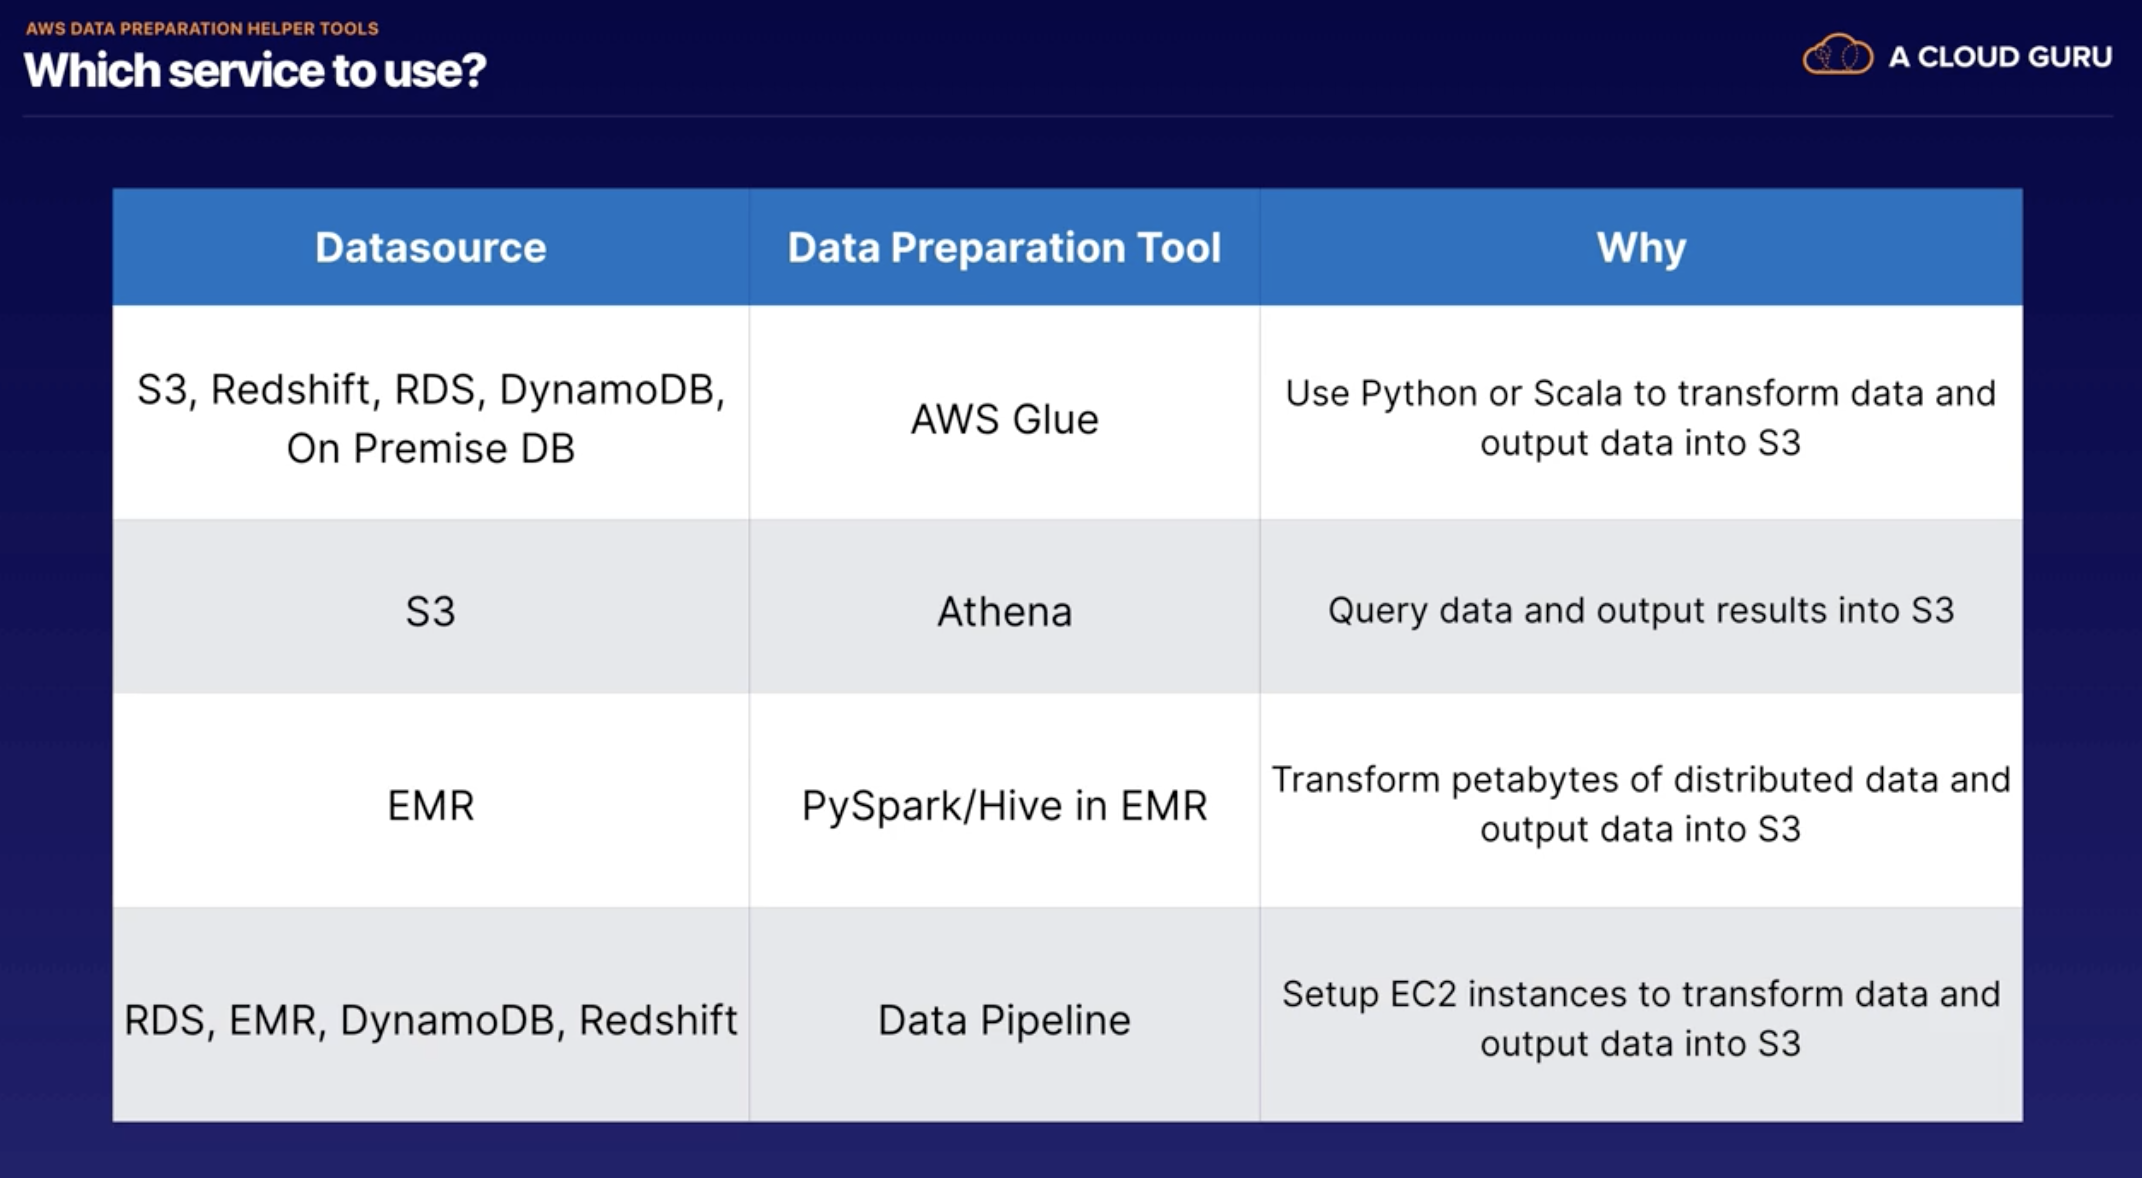 AWS DATA PREPARATION HELPER TOOLS
Which service to use?
A CLOUD GURU
Datasource
Data Preparation Tool
Why
S3, Redshift, RDS, DynamoDB,
On Premise DB
AWS Glue
Use Python or Scala to transform data and
output data into S3
S3
Athena
Query data and output results into S3
EMR
PySpark/Hive in EMR
Transform petabytes of distributed data and
output data into S3
RDS, EMR, DynamoDB, Redshift
Data Pipeline
Setup EC2 instances to transform data and
output data into S3